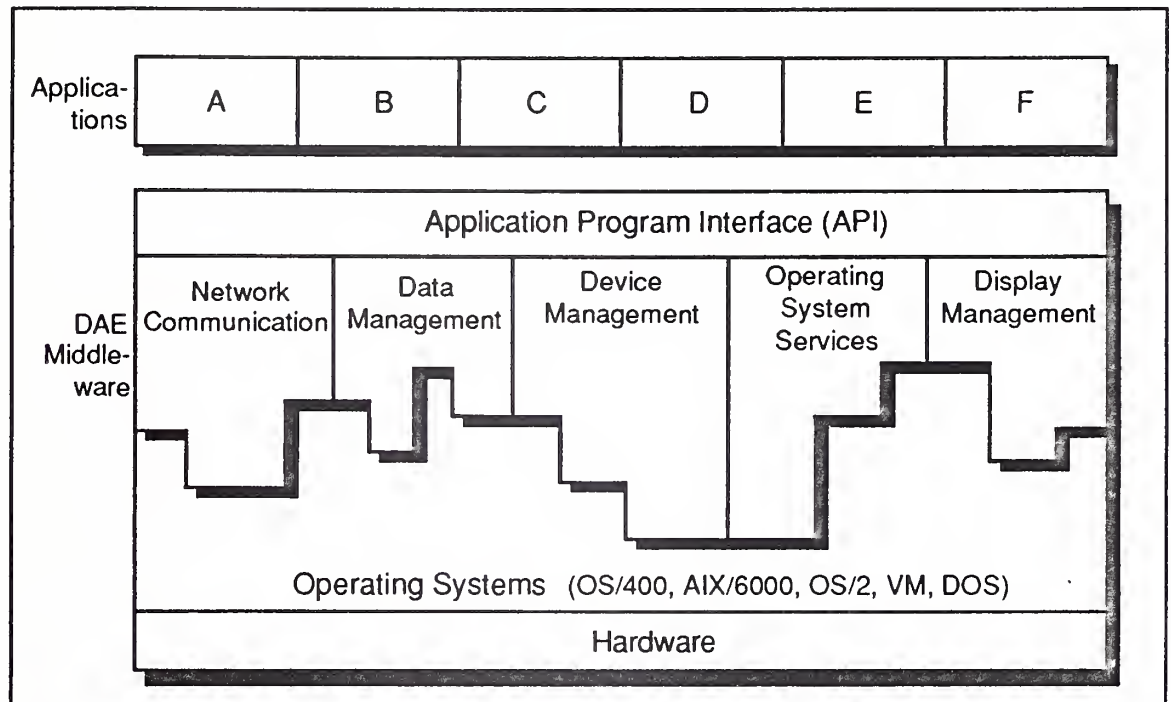 Applica-
tions
A B C D E F
Application Program Interface (API)
DAE
Middle-
ware
Network
Communication
Data
Management
Device
Management
Operating
System
Services
Display
Management
Operating Systems (OS/400, AIX/6000, OS/2, VM, DOS)
Hardware